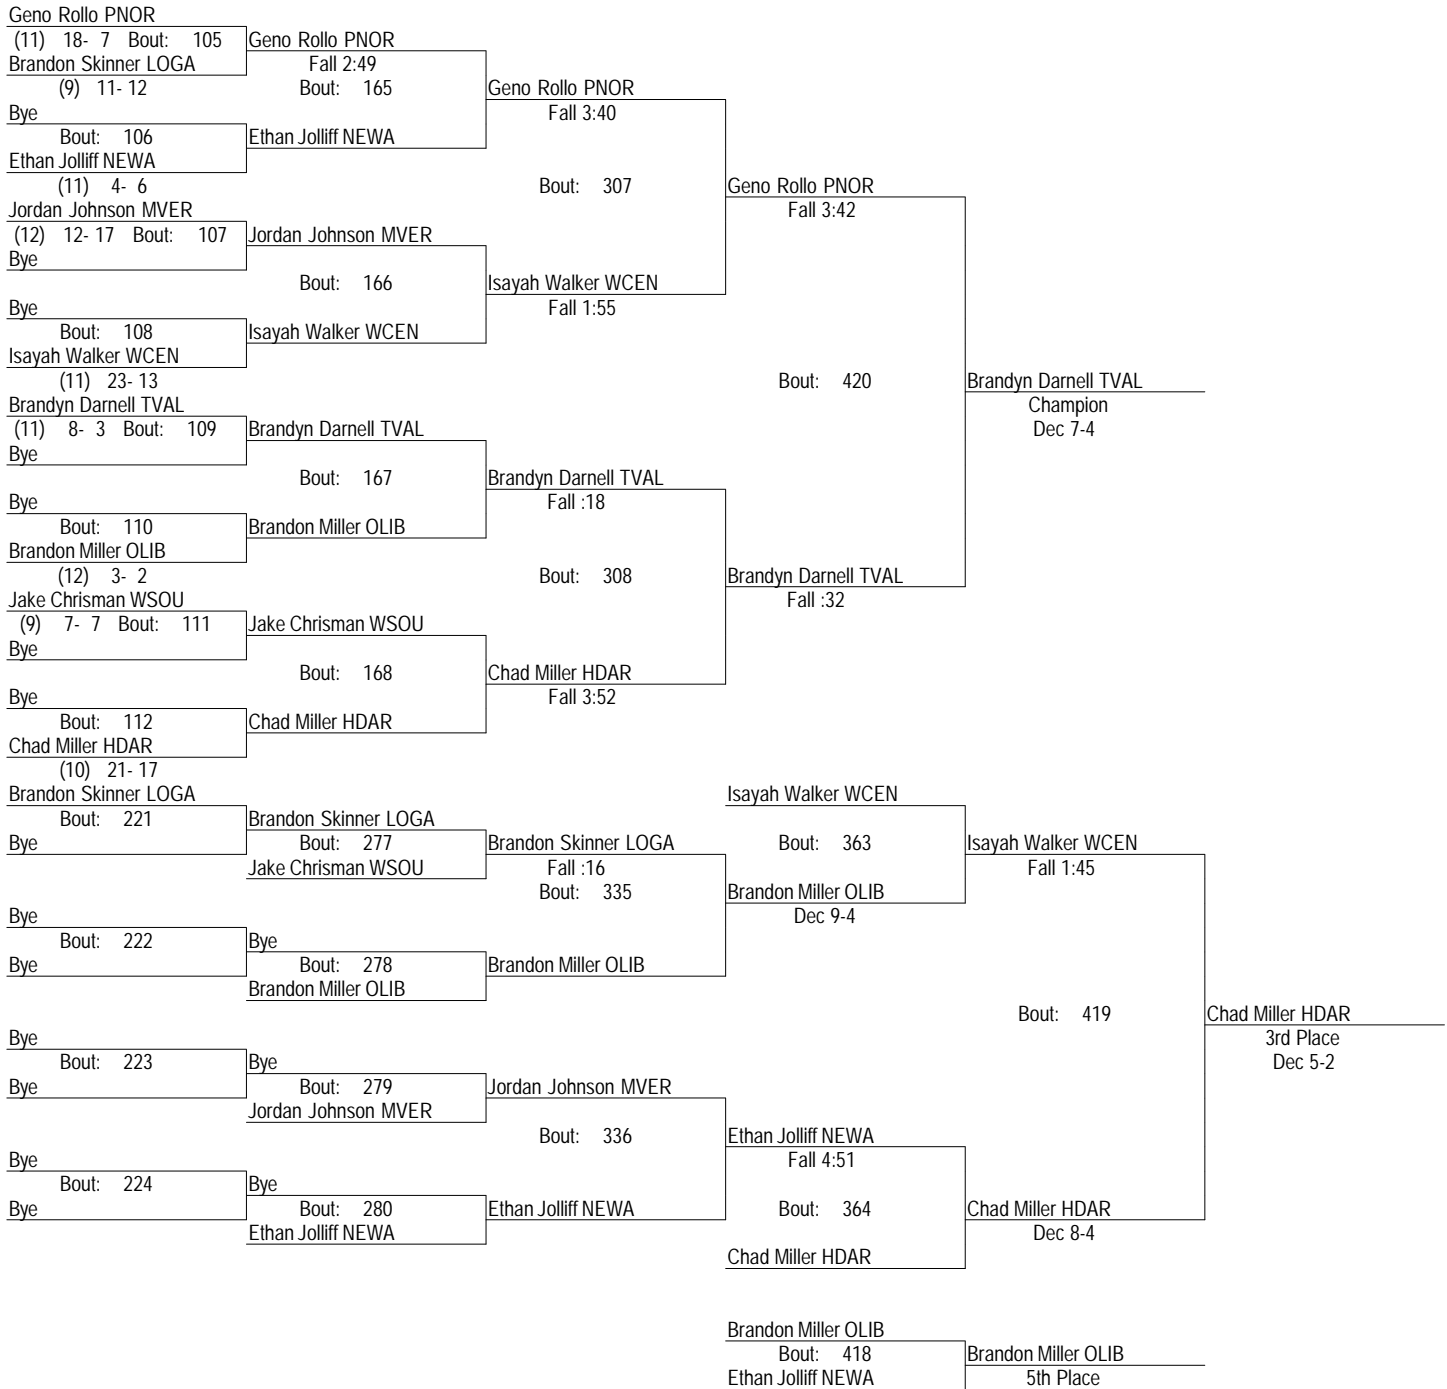 Geno Rollo PNOR
(11) 18- 7 Bout: 105 Geno Rollo PNOR
Brandon Skinner LOGA Fall 2:49
(9) 11- 12 Bout: 165 Geno Rollo PNOR
Bye Fall 3:40
Bout: 106 Ethan Jolliff NEWA
Ethan Jolliff NEWA
(11) 4- 6 Bout: 307 Geno Rollo PNOR
Jordan Johnson MVER Fall 3:42
(12) 12- 17 Bout: 107 Jordan Johnson MVER
Bye
Bout: 166 Isayah Walker WCEN
Bye Fall 1:55
Bout: 108 Isayah Walker WCEN
Isayah Walker WCEN
(11) 23- 13 Bout: 420 Brandyn Darnell TVAL
Brandyn Darnell TVAL Champion
(11) 8- 3 Bout: 109 Brandyn Darnell TVAL Dec 7-4
Bye
Bout: 167 Brandyn Darnell TVAL
Bye Fall :18
Bout: 110 Brandon Miller OLIB
Brandon Miller OLIB
(12) 3- 2 Bout: 308 Brandyn Darnell TVAL
Jake Chrisman WSOU Fall :32
(9) 7- 7 Bout: 111 Jake Chrisman WSOU
Bye
Bout: 168 Chad Miller HDAR
Bye Fall 3:52
Bout: 112 Chad Miller HDAR
Chad Miller HDAR
(10) 21- 17
Brandon Skinner LOGA Isayah Walker WCEN
Bout: 221 Brandon Skinner LOGA
Bye Bout: 277 Brandon Skinner LOGA Bout: 363 Isayah Walker WCEN
Jake Chrisman WSOU Fall :16 Fall 1:45
Bout: 335 Brandon Miller OLIB
Bye Dec 9-4
Bout: 222 Bye
Bye Bout: 278 Brandon Miller OLIB
Brandon Miller OLIB
Bout: 419 Chad Miller HDAR
Bye 3rd Place
Bout: 223 Bye Dec 5-2
Bye Bout: 279 Jordan Johnson MVER
Jordan Johnson MVER
Bout: 336 Ethan Jolliff NEWA
Bye Fall 4:51
Bout: 224 Bye
Bye Bout: 280 Ethan Jolliff NEWA Bout: 364 Chad Miller HDAR
Ethan Jolliff NEWA Dec 8-4
Chad Miller HDAR
Brandon Miller OLIB
Bout: 418 Brandon Miller OLIB
Ethan Jolliff NEWA 5th Place